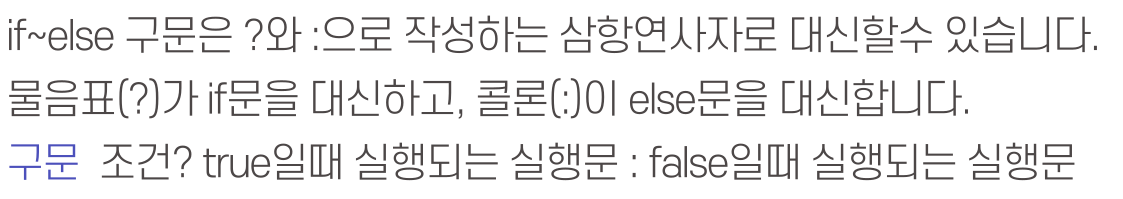 if~else 구문은 ?와 :으로 작성하는 삼항연사자로 대신할수 있습니다.
물음표(?)가 if문을 대신하고, 콜론(:)이 else문을 대신합니다.
구문 조건? true일때 실행되는 실행문 : false일때 실행되는 실행문